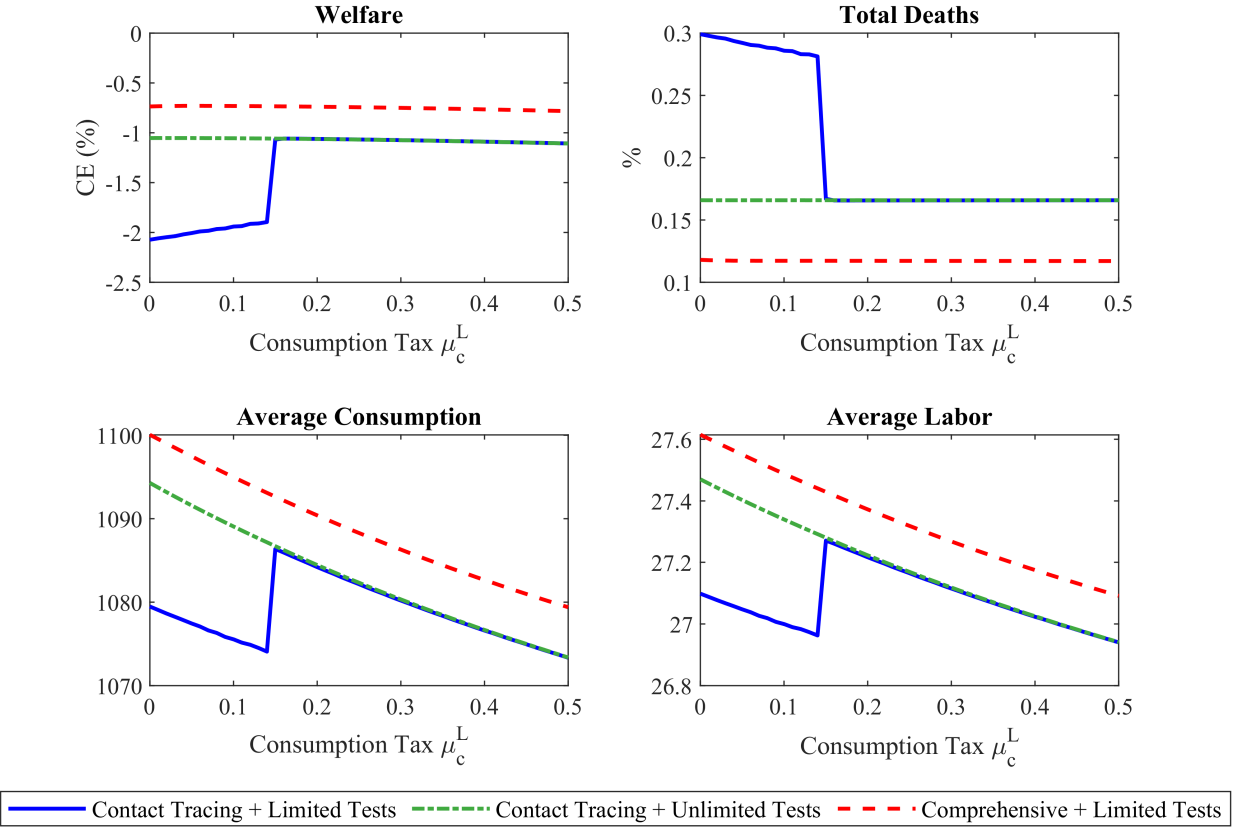 Welfare
CE (%)
0
-0.5
-1
-1.5
-2
-2.5
0 0.1 0.2 0.3 0.4 0.5
Consumption Tax μ_c^L
Total Deaths
%
0.3
0.25
0.2
0.15
0.1
0 0.1 0.2 0.3 0.4 0.5
Consumption Tax μ_c^L
Average Consumption
1100
1090
1080
1070
0 0.1 0.2 0.3 0.4 0.5
Consumption Tax μ_c^L
Average Labor
27.6
27.4
27.2
27
26.8
0 0.1 0.2 0.3 0.4 0.5
Consumption Tax μ_c^L
Contact Tracing + Limited Tests Contact Tracing + Unlimited Tests Comprehensive + Limited Tests